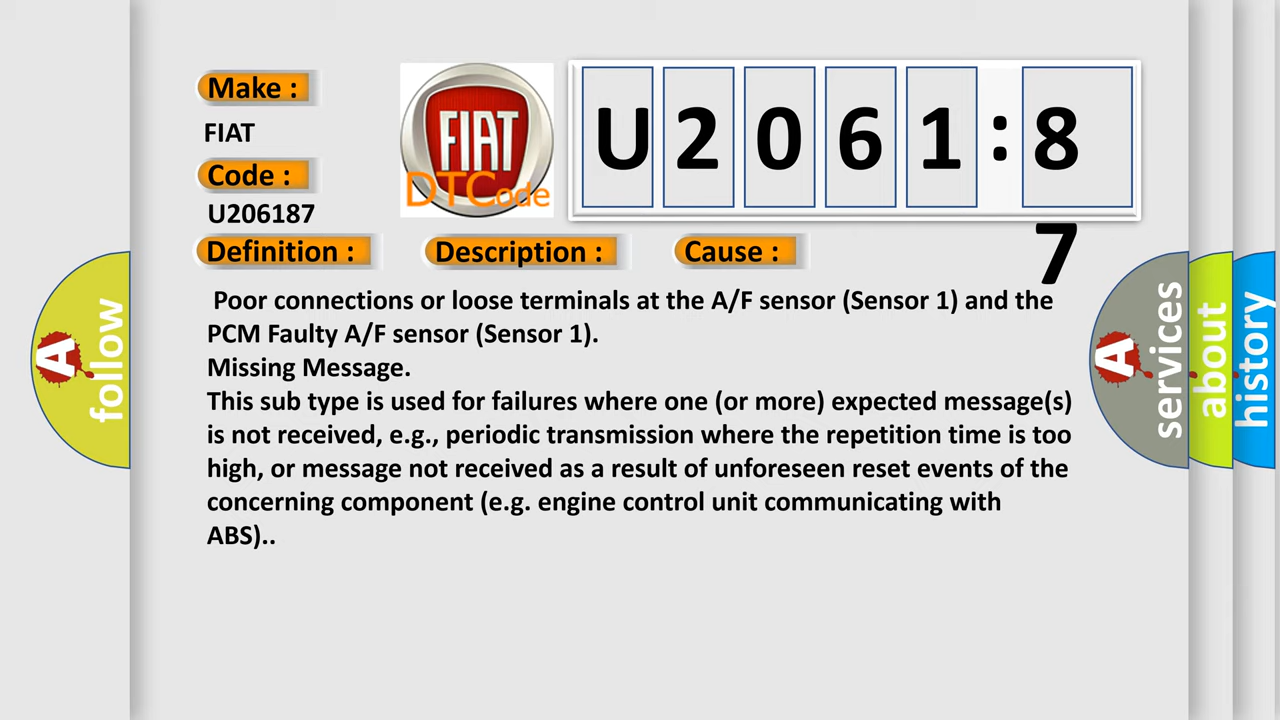 Make :
FIAT
Code :
U206187
FIAT
DTCode
U2061:8
7
Definition :
Description :
Cause :
Poor connections or loose terminals at the A/F sensor (Sensor 1) and the
PCM Faulty A/F sensor (Sensor 1).
Missing Message.
This sub type is used for failures where one (or more) expected message(s)
is not received, e.g., periodic transmission where the repetition time is too
high, or message not received as a result of unforeseen reset events of the
concerning component (e.g. engine control unit communicating with
ABS)..
A
follow
A
services
about
history